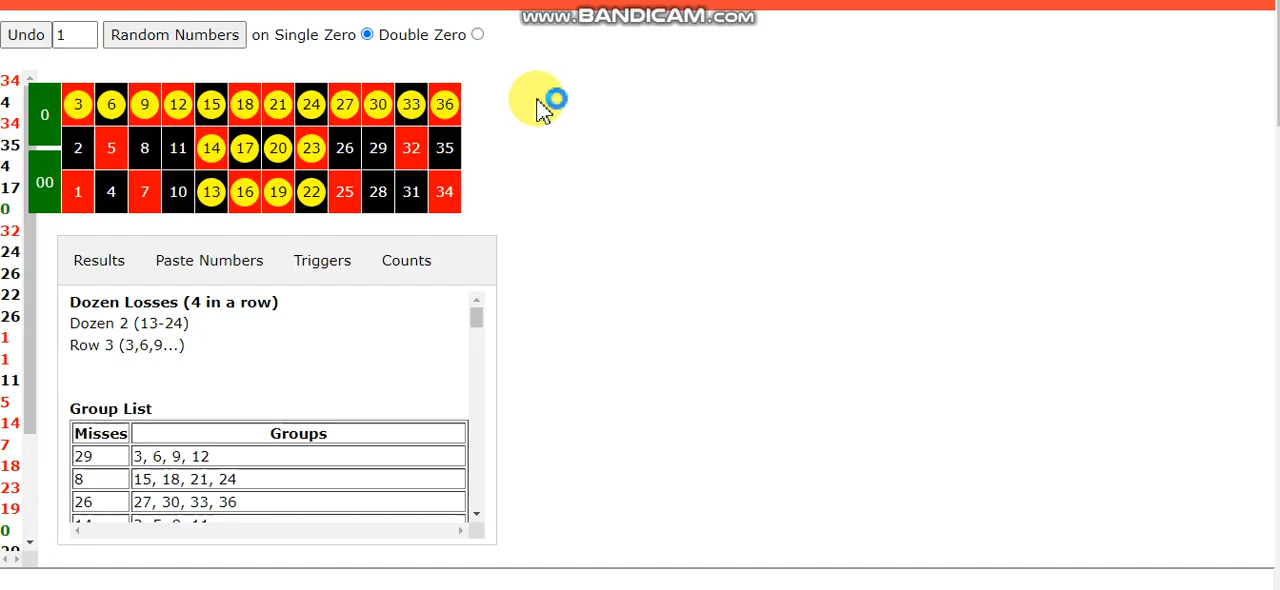 www.BANDICAM.COM
Undo 1 Random Numbers on Single Zero Double Zero
34
4
34
35
4
17
0
32
24
26
22
26
1
1
11
5
14
7
18
23
19
0
0 3 6 9 12 15 18 21 24 27 30 33 36
2 5 8 11 14 17 20 23 26 29 32 35
00 1 4 7 10 13 16 19 22 25 28 31 34
Results Paste Numbers Triggers Counts
Dozen Losses (4 in a row)
Dozen 2 (13-24)
Row 3 (3,6,9...)
Group List
Misses Groups
29 3, 6, 9, 12
8 15, 18, 21, 24
26 27, 30, 33, 36